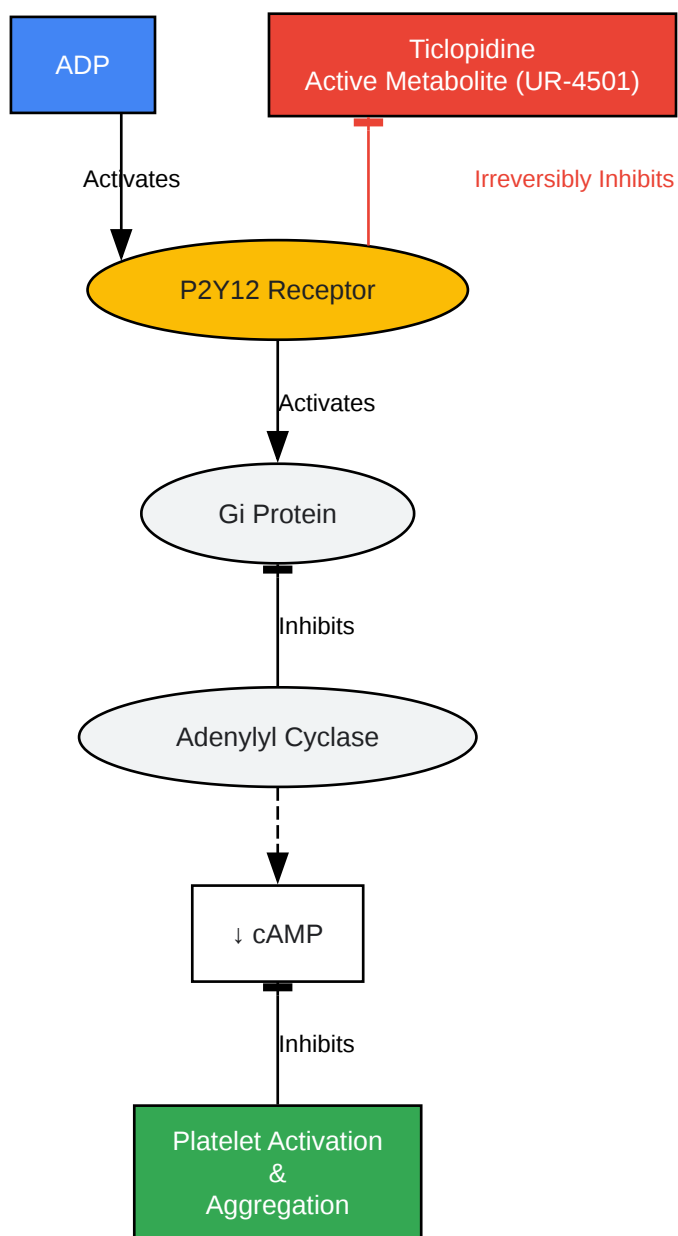 ADP
Ticlopidine
Active Metabolite (UR-4501)
Activates
Irreversibly Inhibits
P2Y12 Receptor
Activates
Gi Protein
Inhibits
Adenylyl Cyclase
↓ cAMP
Inhibits
Platelet Activation
&
Aggregation